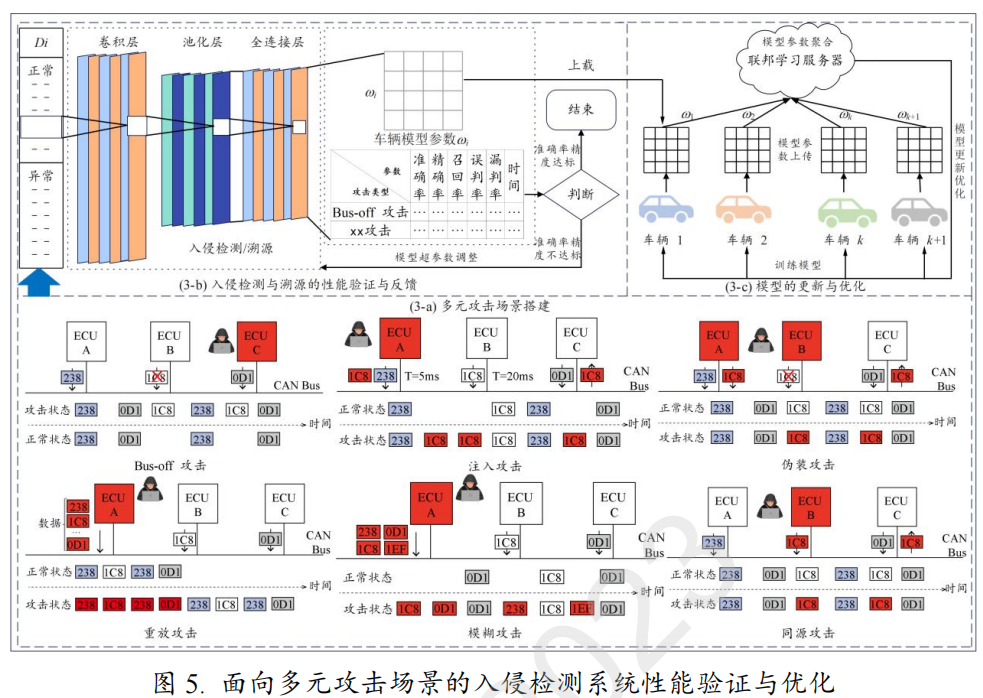 Di
正常
异常
卷积层
池化层
全连接层
入侵检测/溯源
ωi
车辆模型参数ωi
参数
攻击类型
准确率
精确率
召回率
误判率
漏判率
时间
Bus-off 攻击 … … … … … …
xx攻击 … … … … … …
上载
结束
准确率精度达标
判断
准确率精度不达标
模型超参数调整
(3-b) 入侵检测与溯源的性能验证与反馈
模型参数聚合
联邦学习服务器
ω1 ω2 ωk ωk+1
模型参数上传
模型更新优化
车辆 1 车辆 2 车辆 k 车辆 k+1
训练模型
(3-c) 模型的更新与优化
(3-a) 多元攻击场景搭建
ECU A ECU B ECU C
238 1C8 0D1
CAN Bus
攻击状态 238 0D1 1C8 238 1C8 0D1
时间
正常状态 238 0D1 238 0D1
Bus-off 攻击
ECU A ECU B ECU C
1C8 238 T=5ms 1C8 T=20ms 0D1 1C8
CAN Bus
正常状态 238 1C8 238 0D1
时间
攻击状态 238 1C8 1C8 1C8 238 1C8 0D1
注入攻击
ECU A ECU B ECU C
238 1C8 1C8 0D1 1C8
CAN Bus
正常状态 238 0D1 1C8 238 1C8 0D1
时间
攻击状态 238 0D1 1C8 238 1C8 0D1
伪装攻击
数据
238
1C8
…
0D1
ECU A ECU B ECU C
1C8 0D1
CAN Bus
正常状态 238 1C8 238 0D1
时间
攻击状态 238 1C8 238 0D1 238 1C8 238 0D1
重放攻击
ECU A ECU B ECU C
238 0D1
1C8 1EF
1C8 0D1
CAN Bus
正常状态 0D1 1C8 0D1
时间
攻击状态 1C8 0D1 0D1 238 1C8 1EF 0D1
模糊攻击
ECU A ECU B ECU C
238 1C8 0D1 1C8
CAN Bus
正常状态 238 0D1 1C8 238 1C8 0D1
时间
攻击状态 238 0D1 1C8 238 1C8 0D1
同源攻击
2023
图 5. 面向多元攻击场景的入侵检测系统性能验证与优化